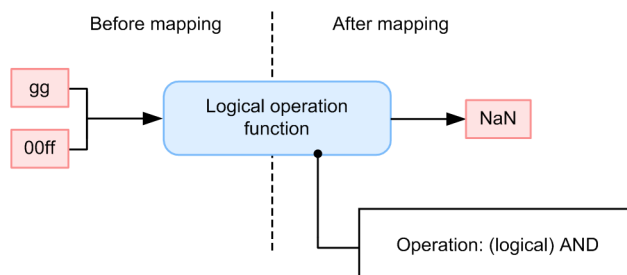 Before mapping
After mapping
gg
00ff
Logical operation
function
NaN
Operation: (logical) AND